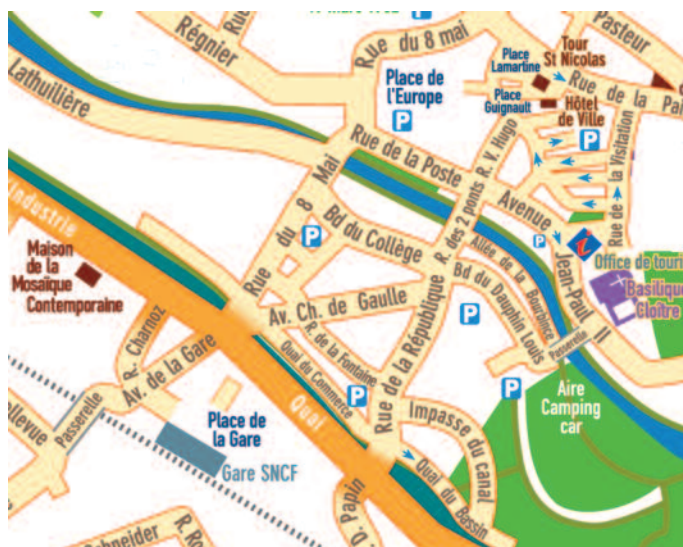 Régnier
Rue du 8 mai
Pasteur
Tour
St Nicolas
Place
Lamartine
Lathuilière
Place de
l'Europe
Place
Guignault
Rue de la
Hôtel
de Ville
P
P
P
Rue de la Poste
R. V. Hugo
Rue de la Visitation
Industrie
Rue du 8 Mai
Avenue Jean-Paul II
R. des 2 ponts
P
P
Bd du Collège
Allée de la Boursince
i
Office de touri
Maison
de la
Mosaïque
Contemporaine
Bd du Dauphin Louis
Basilique
Cloître
Av. Ch. de Gaulle
P
R. Charnoz
R. de la Fontaine
Passerelle
Av. de la Gare
Quai du Commerce
Rue de la République
P
P
Aire
Camping
car
Passerelle
Place de
la Gare
Quai
Impasse du canal
Gare SNCF
Quai du Bassin
D. Papin